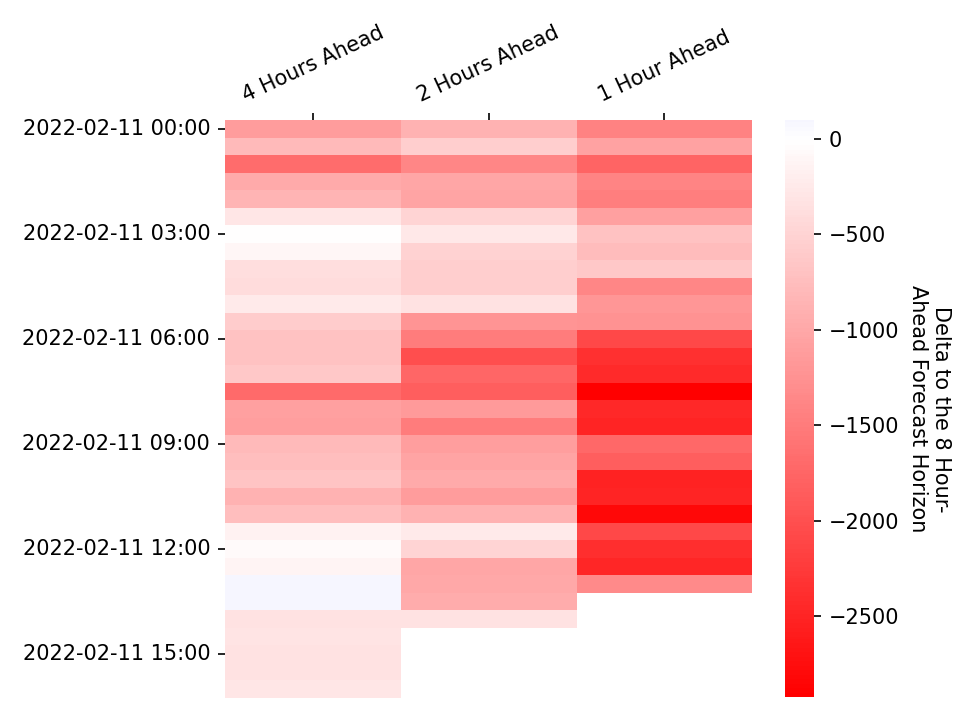 4 Hours Ahead
2 Hours Ahead
1 Hour Ahead
2022-02-11 00:00
2022-02-11 03:00
2022-02-11 06:00
2022-02-11 09:00
2022-02-11 12:00
2022-02-11 15:00
0
−500
−1000
−1500
−2000
−2500
Delta to the 8 Hour-
Ahead Forecast Horizon